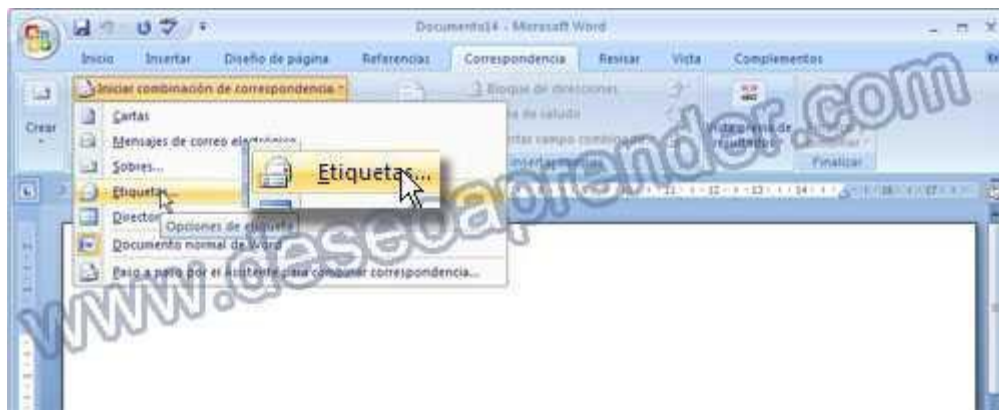 Documento14 - Microsoft Word
Inicio Insertar Diseño de página Referencias Correspondencia Revisar Vista Complementos
Iniciar combinación de correspondencia
Bloque de direcciones
Crear
Cartas
Mensajes de correo electrónico
Sobres...
Etiquetas...
Etiquetas...
Opciones de etiqueta
Documento normal de Word
Paso a paso por el Asistente para combinar correspondencia...
Finalizar
www.deseoaprender.com